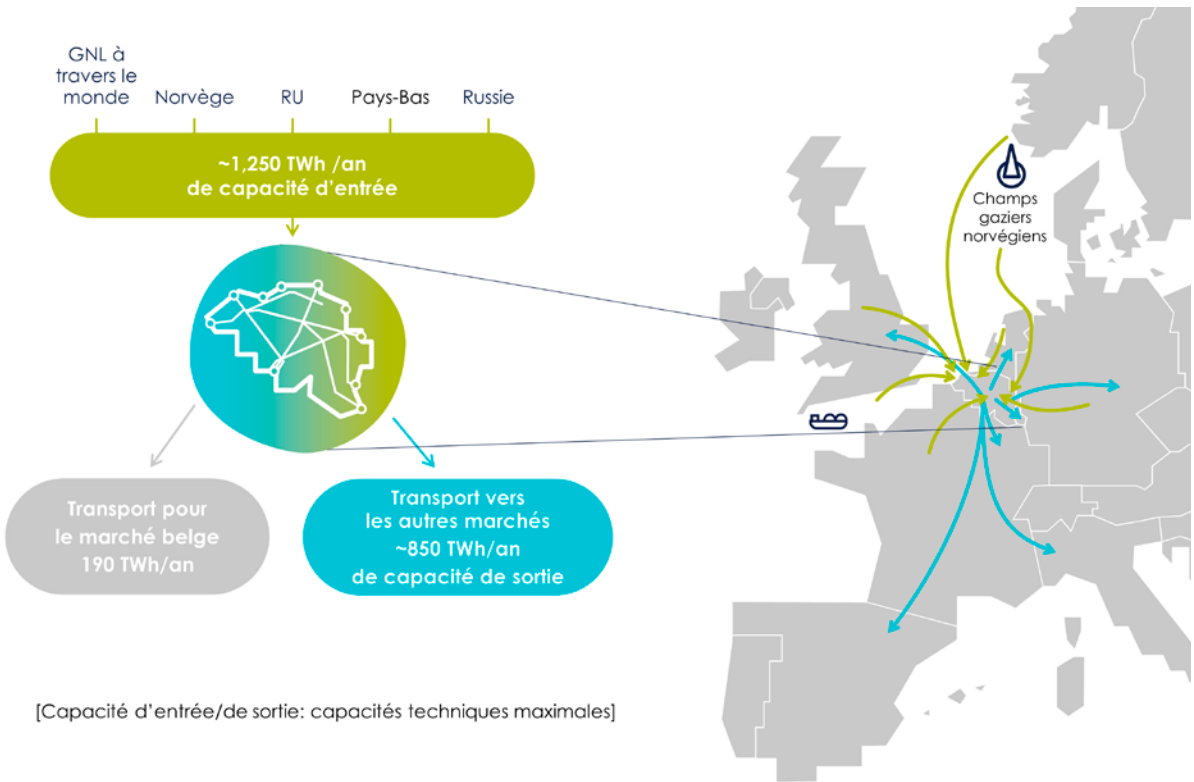 GNL à
travers le
monde
Norvège
RU
Pays-Bas
Russie
~1,250 TWh /an
de capacité d'entrée
Transport pour
le marché belge
190 TWh/an
Transport vers
les autres marchés
~850 TWh/an
de capacité de sortie
Champs
gaziers
norvégiens
[Capacité d'entrée/de sortie: capacités techniques maximales]